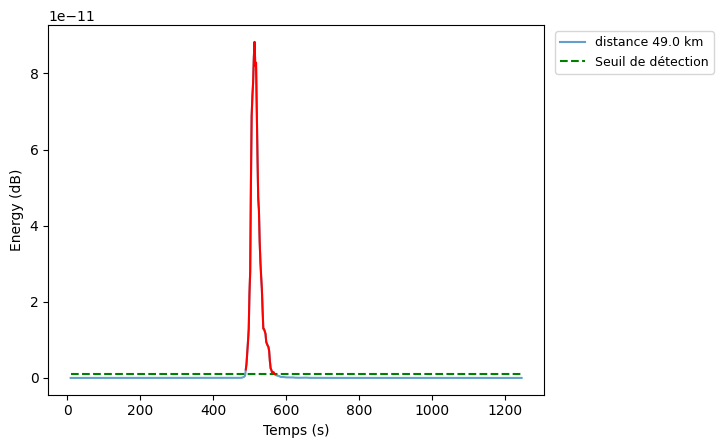 1e−11
distance 49.0 km
Seuil de détection
8
6
4
2
0
Energy (dB)
0 200 400 600 800 1000 1200
Temps (s)